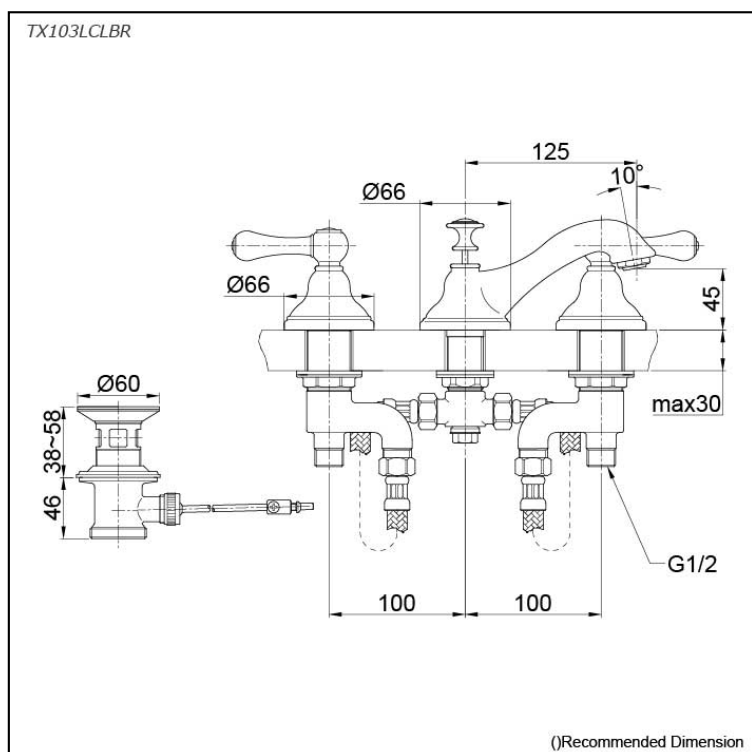 TX103LCLBR
125
10°
Ø66
Ø66
45
max30
Ø60
38~58
46
G1/2
100
100
()Recommended Dimension